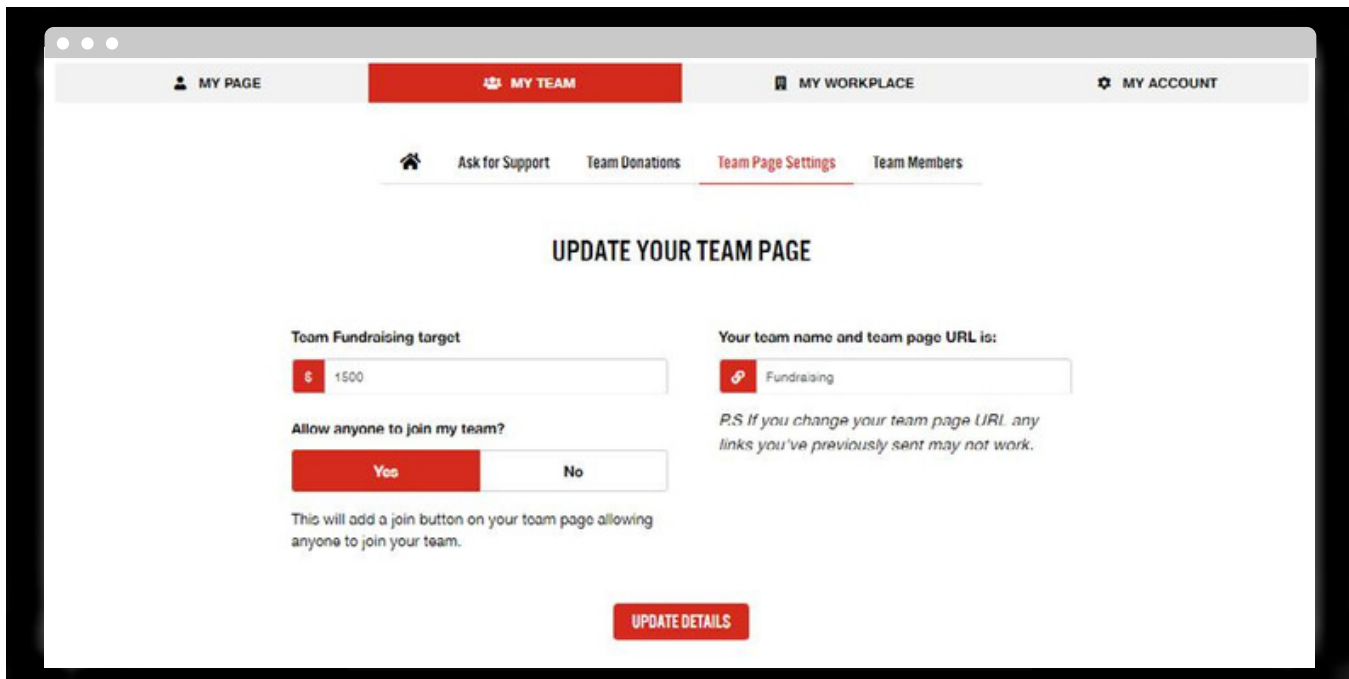 MY PAGE
MY TEAM
MY WORKPLACE
MY ACCOUNT
Ask for Support
Team Donations
Team Page Settings
Team Members
UPDATE YOUR TEAM PAGE
Team Fundraising target
$ 1500
Allow anyone to join my team?
Yes
No
This will add a join button on your team page allowing
anyone to join your team.
Your team name and team page URL is:
Fundraising
P.S If you change your team page URL any
links you've previously sent may not work.
UPDATE DETAILS